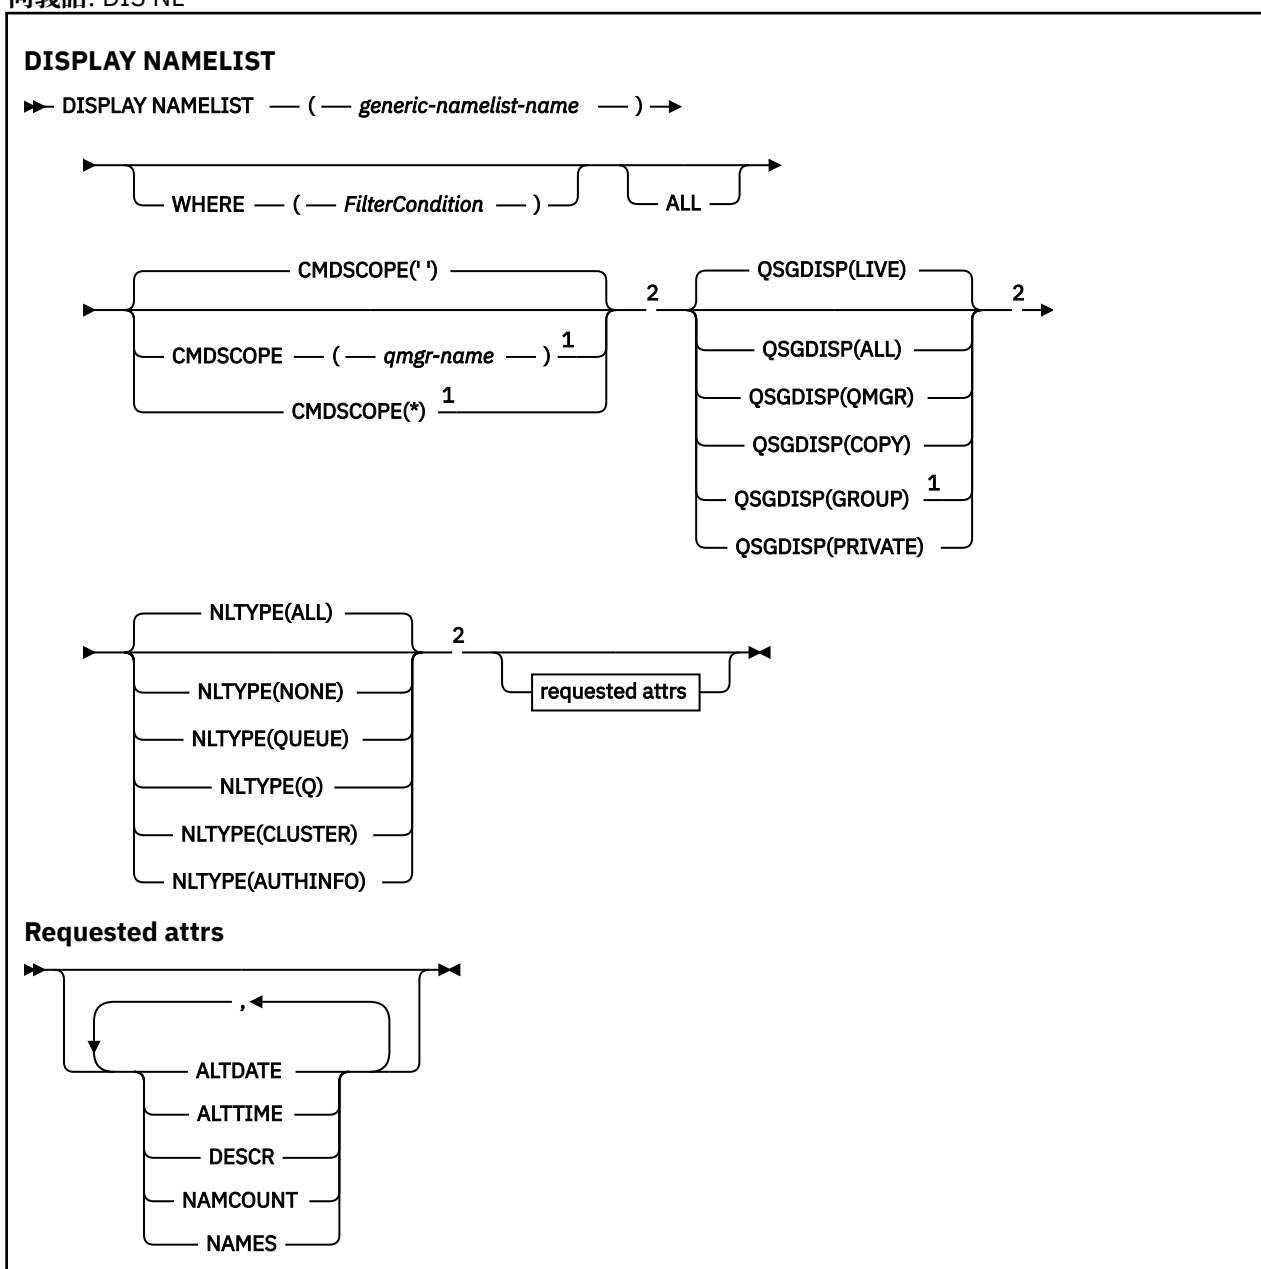 DIS NL
DISPLAY NAMELIST
DISPLAY NAMELIST ( generic-namelist-name )
WHERE ( FilterCondition ) ALL
CMDSCOPE(' ')
CMDSCOPE ( qmgr-name ) 1
CMDSCOPE(*) 1
2
QSGDISP(LIVE)
QSGDISP(ALL)
QSGDISP(QMGR)
QSGDISP(COPY)
QSGDISP(GROUP) 1
QSGDISP(PRIVATE)
2
NLTYPE(ALL)
NLTYPE(NONE)
NLTYPE(QUEUE)
NLTYPE(Q)
NLTYPE(CLUSTER)
NLTYPE(AUTHINFO)
2
requested attrs
Requested attrs
,
ALTDATE
ALTTIME
DESCR
NAMCOUNT
NAMES